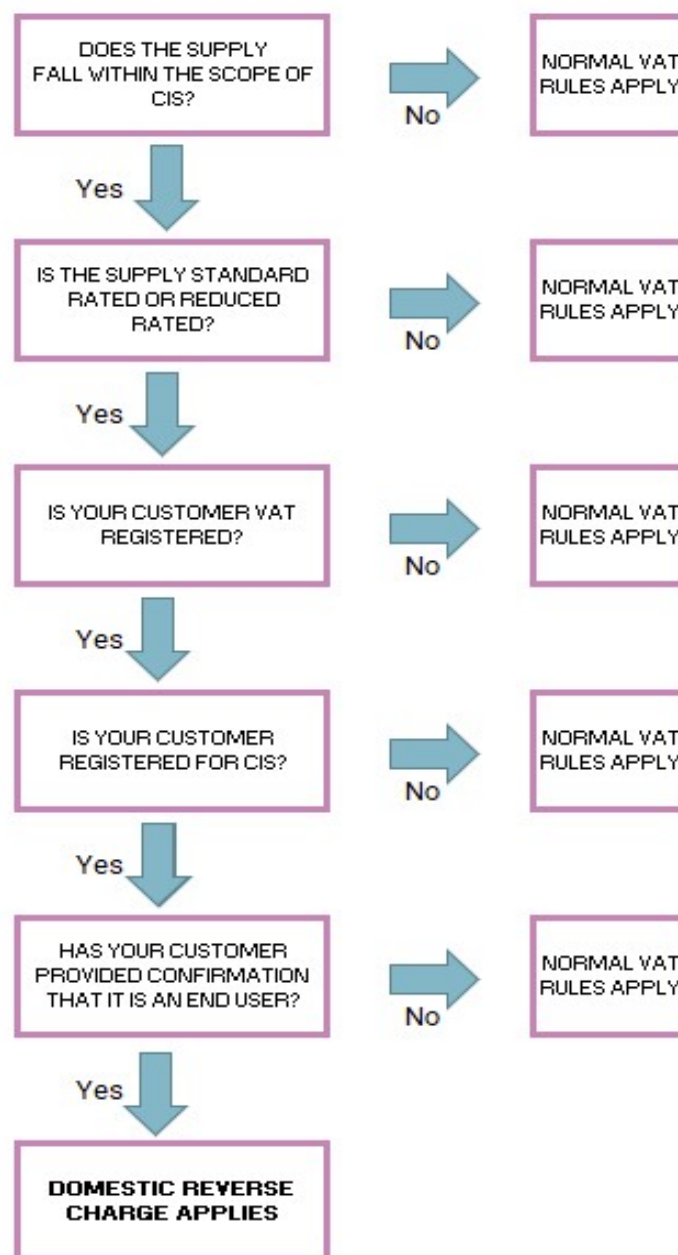 DOES THE SUPPLY
FALL WITHIN THE SCOPE OF
CIS?
No
NORMAL VAT
RULES APPLY
Yes
IS THE SUPPLY STANDARD
RATED OR REDUCED
RATED?
No
NORMAL VAT
RULES APPLY
Yes
IS YOUR CUSTOMER VAT
REGISTERED?
No
NORMAL VAT
RULES APPLY
Yes
IS YOUR CUSTOMER
REGISTERED FOR CIS?
No
NORMAL VAT
RULES APPLY
Yes
HAS YOUR CUSTOMER
PROVIDED CONFIRMATION
THAT IT IS AN END USER?
No
NORMAL VAT
RULES APPLY
Yes
DOMESTIC REVERSE
CHARGE APPLIES